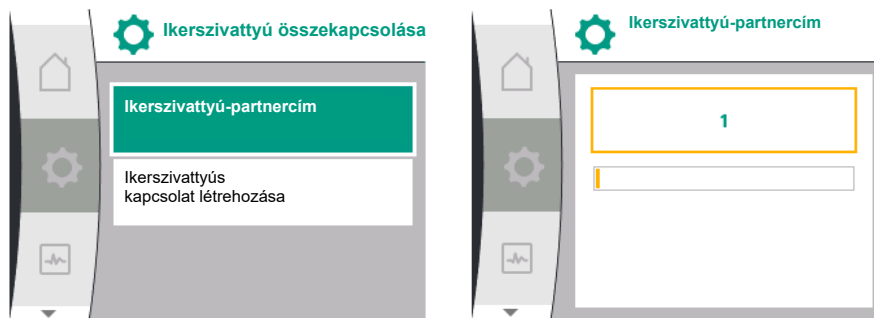 Ikerszivattyú összekapcsolása
Ikerszivattyú-partnercím
Ikerszivattyús
kapcsolat létrehozása
Ikerszivattyú-partnercím
1